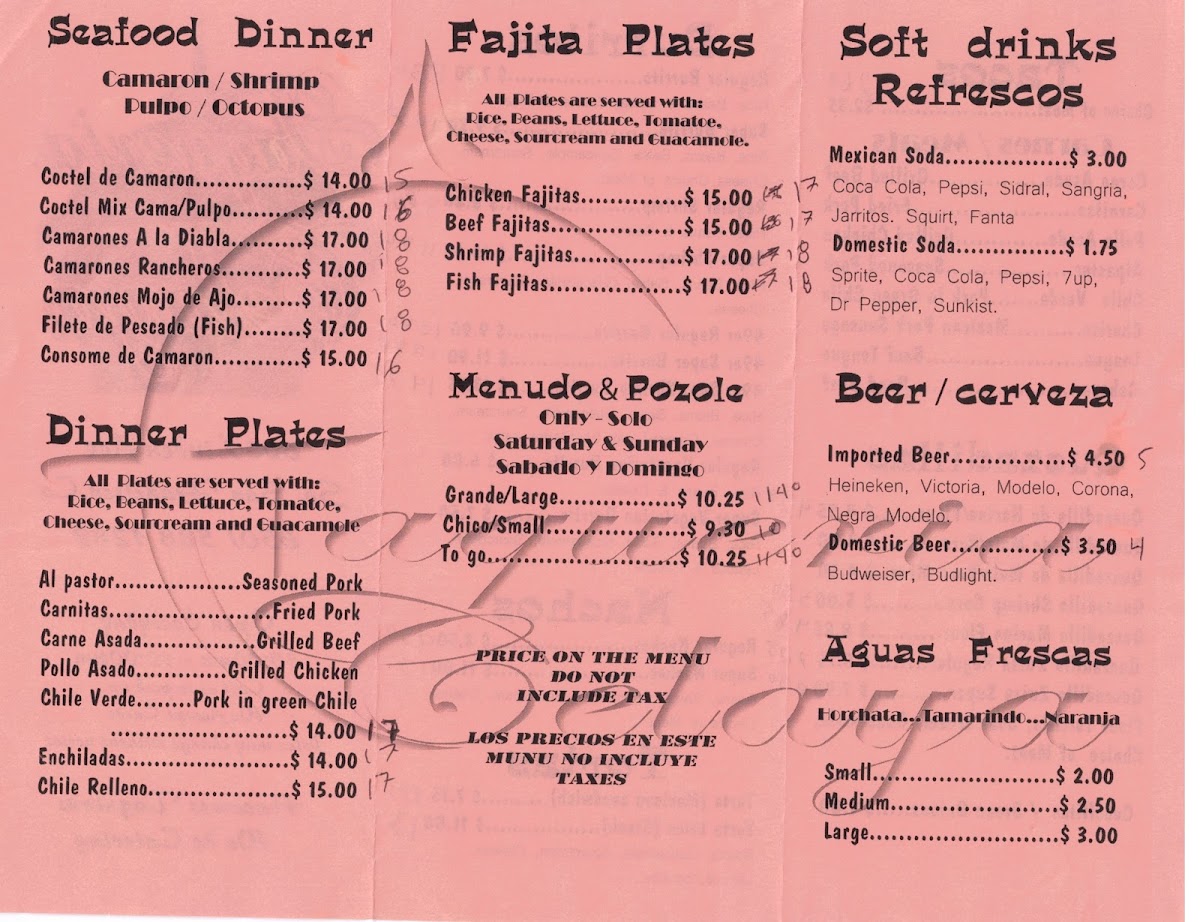 Seafood Dinner
Camaron / Shrimp
Pulpo / Octopus
Coctel de Camaron...............$ 14.00 15
Coctel Mix Cama/Pulpo..........$ 14.00 16
Camarones A la Diabla..........$ 17.00 18
Camarones Rancheros...........$ 17.00 18
Camarones Mojo de Ajo.........$ 17.00 18
Filete de Pescado (Fish)........$ 17.00 18
Consome de Camaron............$ 15.00 16
Dinner Plates
All Plates are served with:
Rice, Beans, Lettuce, Tomatoe,
Cheese, Sourcream and Guacamole
Al pastor..................Seasoned Pork
Carnitas.......................Fried Pork
Carne Asada................Grilled Beef
Pollo Asado.............Grilled Chicken
Chile Verde........Pork in green Chile
.........................$ 14.00 17
Enchiladas.......................$ 14.00 17
Chile Relleno....................$ 15.00 17
Fajita Plates
All Plates are served with:
Rice, Beans, Lettuce, Tomatoe,
Cheese, Sourcream and Guacamole.
Chicken Fajitas...............$ 15.00 17
Beef Fajitas...................$ 15.00 17
Shrimp Fajitas................$ 17.00 18
Fish Fajitas...................$ 17.00 18
Menudo & Pozole
Only - Solo
Saturday & Sunday
Sabado Y Domingo
Grande/Large.................$ 10.25 1140
Chico/Small....................$ 9.30 10
To go............................$ 10.25 1140
PRICE ON THE MENU
DO NOT
INCLUDE TAX
LOS PRECIOS EN ESTE
MUNU NO INCLUYE
TAXES
Soft drinks
Refrescos
Mexican Soda..................$ 3.00
Coca Cola, Pepsi, Sidral, Sangria,
Jarritos. Squirt, Fanta
Domestic Soda................$ 1.75
Sprite, Coca Cola, Pepsi, 7up,
Dr Pepper, Sunkist.
Beer / cerveza
Imported Beer.................$ 4.50 5
Heineken, Victoria, Modelo, Corona,
Negra Modelo.
Domestic Beer................$ 3.50 4
Budweiser, Budlight.
Aguas Frescas
Horchata...Tamarindo...Naranja
Small...........................$ 2.00
Medium........................$ 2.50
Large...........................$ 3.00
Taqueria
Celaya